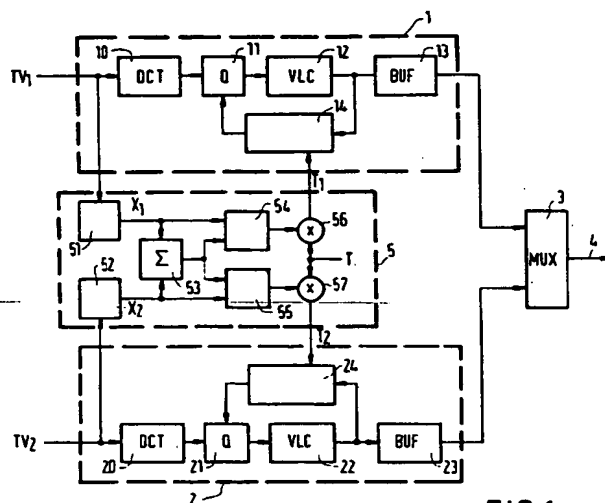 1
10 11 12 13
TV1 DCT Q VLC BUF
14
T1
X1 54 56 3
51
Σ 53 x T 5 MUX 4
52 55 x 57
X2
T2
24
TV2 DCT Q VLC BUF
20 21 22 23
2